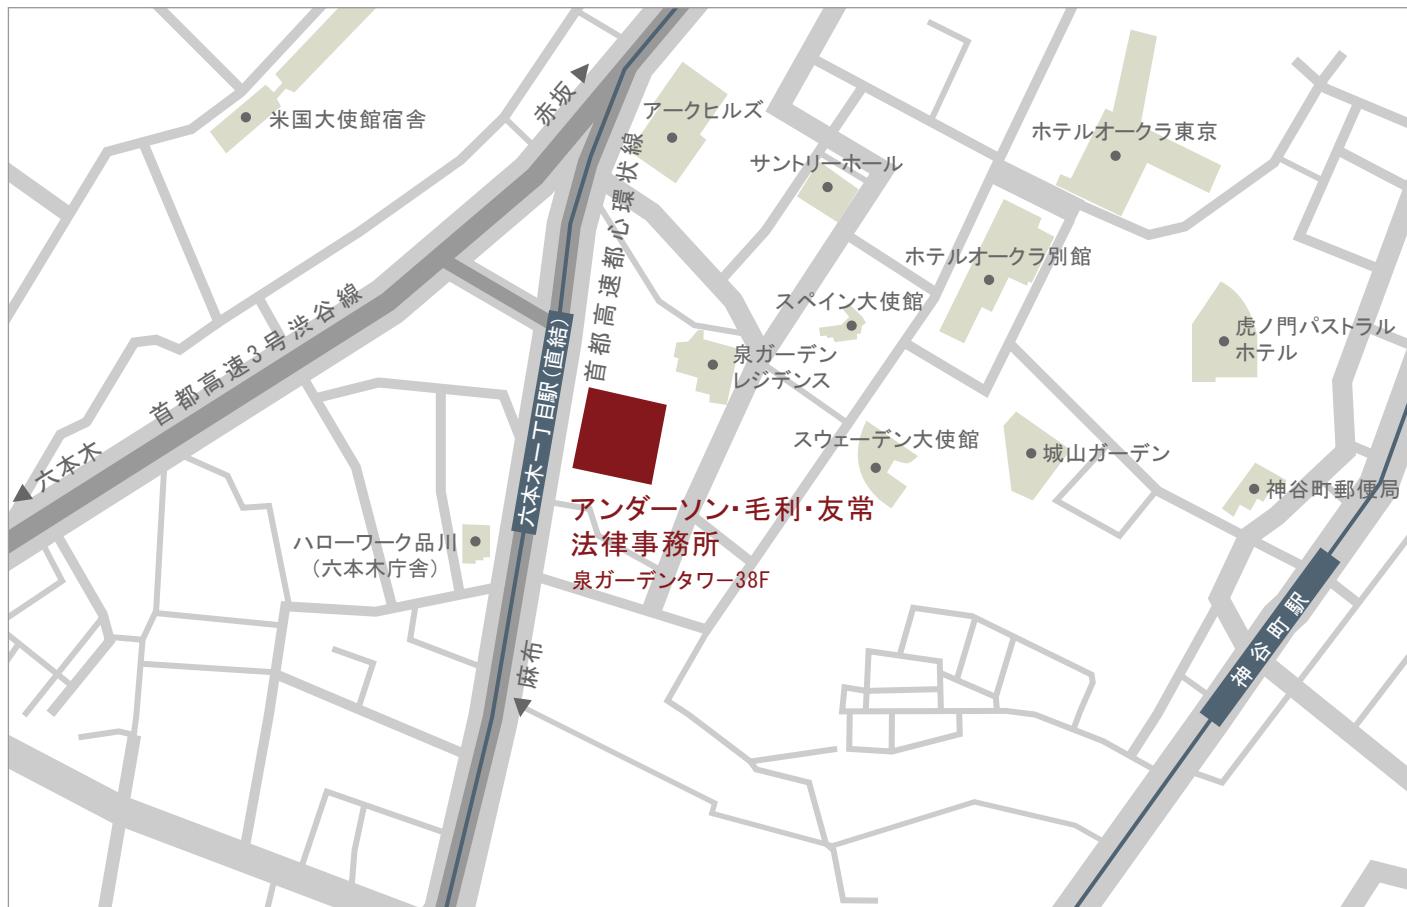 米国大使館宿舎
赤坂
アークヒルズ
サントリーホール
ホテルオークラ東京
首都高速都心環状線
ホテルオークラ別館
スペイン大使館
虎ノ門パストラル
ホテル
泉ガーデン
レジデンス
首都高速3号渋谷線
六本木一丁目駅(直結)
六本木
スウェーデン大使館
城山ガーデン
神谷町郵便局
アンダーソン・毛利・友常
法律事務所
泉ガーデンタワー38F
ハローワーク品川
(六本木庁舎)
麻布
神谷町駅